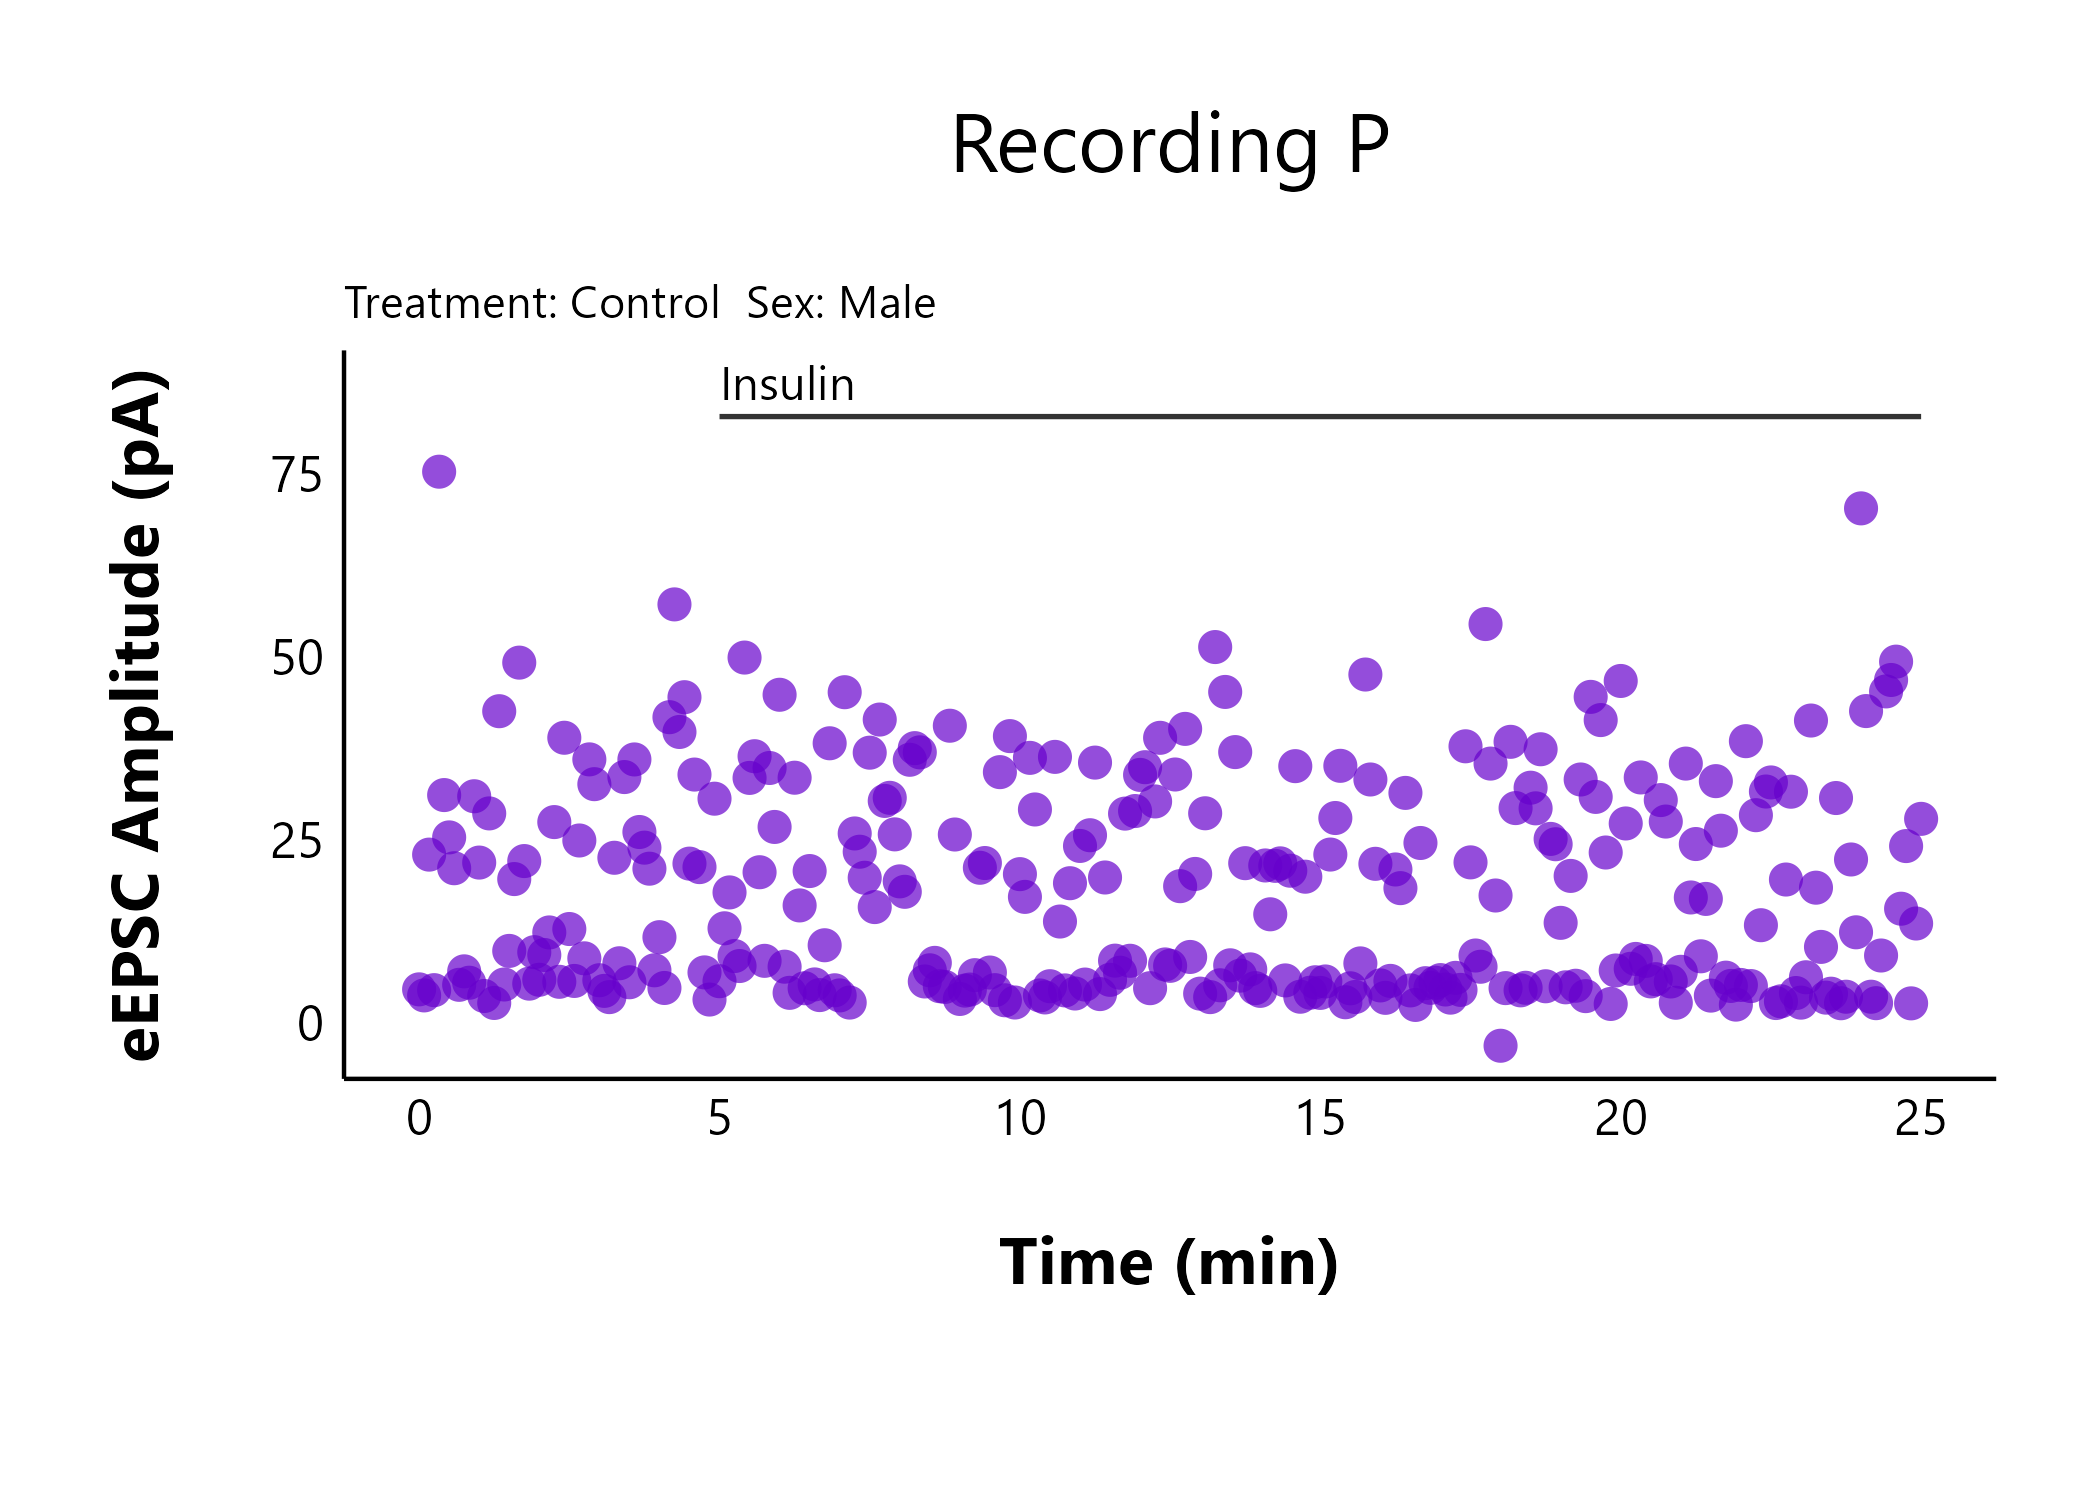 Recording P
Treatment: Control  Sex: Male
Insulin
eEPSC Amplitude (pA)
75
50
25
0
0 5 10 15 20 25
Time (min)